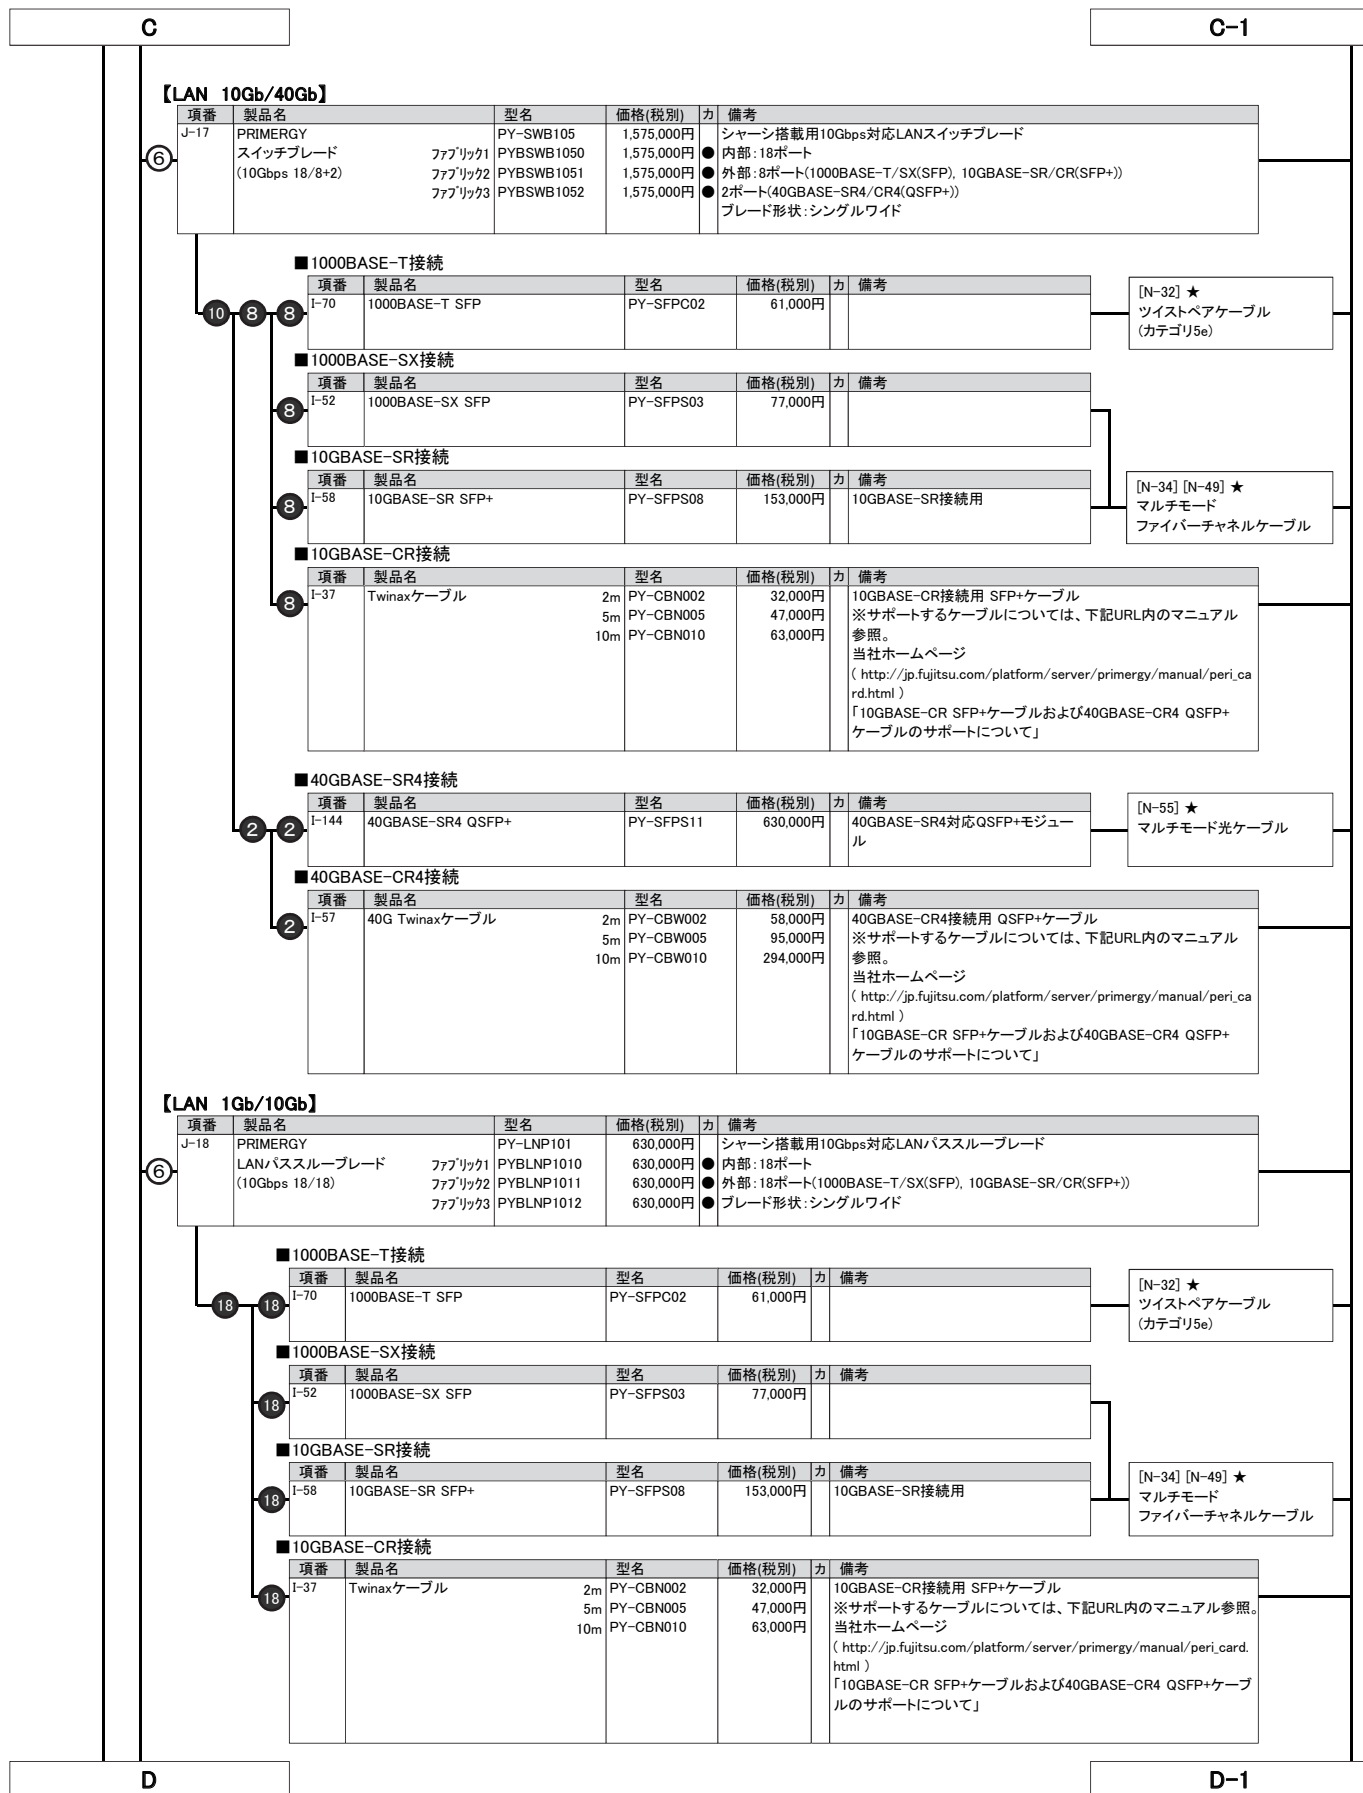 C
C-1
【LAN 10Gb/40Gb】
項番 製品名 型名 価格(税別) カ 備考
J-17 PRIMERGY PY-SWB105 1,575,000円 シャーシ搭載用10Gbps対応LANスイッチブレード
⑥ スイッチブレード ファブリック1 PYBSWB1050 1,575,000円 ● 内部:18ポート
(10Gbps 18/8+2) ファブリック2 PYBSWB1051 1,575,000円 ● 外部:8ポート(1000BASE-T/SX(SFP), 10GBASE-SR/CR(SFP+))
ファブリック3 PYBSWB1052 1,575,000円 ● 2ポート(40GBASE-SR4/CR4(QSFP+))
ブレード形状:シングルワイド
■1000BASE-T接続
項番 製品名 型名 価格(税別) カ 備考
10 8 8 I-70 1000BASE-T SFP PY-SFPC02 61,000円
[N-32] ★
ツイストペアケーブル
(カテゴリ5e)
■1000BASE-SX接続
項番 製品名 型名 価格(税別) カ 備考
8 I-52 1000BASE-SX SFP PY-SFPS03 77,000円
■10GBASE-SR接続
項番 製品名 型名 価格(税別) カ 備考
8 I-58 10GBASE-SR SFP+ PY-SFPS08 153,000円 10GBASE-SR接続用
[N-34] [N-49] ★
マルチモード
ファイバーチャネルケーブル
■10GBASE-CR接続
項番 製品名 型名 価格(税別) カ 備考
8 I-37 Twinaxケーブル 2m PY-CBN002 32,000円 10GBASE-CR接続用 SFP+ケーブル
5m PY-CBN005 47,000円 ※サポートするケーブルについては、下記URL内のマニュアル
10m PY-CBN010 63,000円 参照。
当社ホームページ
( http://jp.fujitsu.com/platform/server/primergy/manual/peri_ca
rd.html )
「10GBASE-CR SFP+ケーブルおよび40GBASE-CR4 QSFP+
ケーブルのサポートについて」
■40GBASE-SR4接続
項番 製品名 型名 価格(税別) カ 備考
2 2 I-144 40GBASE-SR4 QSFP+ PY-SFPS11 630,000円 40GBASE-SR4対応QSFP+モジュー
ル
[N-55] ★
マルチモード光ケーブル
■40GBASE-CR4接続
項番 製品名 型名 価格(税別) カ 備考
2 I-57 40G Twinaxケーブル 2m PY-CBW002 58,000円 40GBASE-CR4接続用 QSFP+ケーブル
5m PY-CBW005 95,000円 ※サポートするケーブルについては、下記URL内のマニュアル
10m PY-CBW010 294,000円 参照。
当社ホームページ
( http://jp.fujitsu.com/platform/server/primergy/manual/peri_ca
rd.html )
「10GBASE-CR SFP+ケーブルおよび40GBASE-CR4 QSFP+
ケーブルのサポートについて」
【LAN 1Gb/10Gb】
項番 製品名 型名 価格(税別) カ 備考
J-18 PRIMERGY PY-LNP101 630,000円 シャーシ搭載用10Gbps対応LANパススルーブレード
⑥ LANパススルーブレード ファブリック1 PYBLNP1010 630,000円 ● 内部:18ポート
(10Gbps 18/18) ファブリック2 PYBLNP1011 630,000円 ● 外部:18ポート(1000BASE-T/SX(SFP), 10GBASE-SR/CR(SFP+))
ファブリック3 PYBLNP1012 630,000円 ● ブレード形状:シングルワイド
■1000BASE-T接続
項番 製品名 型名 価格(税別) カ 備考
18 18 I-70 1000BASE-T SFP PY-SFPC02 61,000円
[N-32] ★
ツイストペアケーブル
(カテゴリ5e)
■1000BASE-SX接続
項番 製品名 型名 価格(税別) カ 備考
18 I-52 1000BASE-SX SFP PY-SFPS03 77,000円
■10GBASE-SR接続
項番 製品名 型名 価格(税別) カ 備考
18 I-58 10GBASE-SR SFP+ PY-SFPS08 153,000円 10GBASE-SR接続用
[N-34] [N-49] ★
マルチモード
ファイバーチャネルケーブル
■10GBASE-CR接続
項番 製品名 型名 価格(税別) カ 備考
18 I-37 Twinaxケーブル 2m PY-CBN002 32,000円 10GBASE-CR接続用 SFP+ケーブル
5m PY-CBN005 47,000円 ※サポートするケーブルについては、下記URL内のマニュアル参照。
10m PY-CBN010 63,000円 当社ホームページ
( http://jp.fujitsu.com/platform/server/primergy/manual/peri_card.
html )
「10GBASE-CR SFP+ケーブルおよび40GBASE-CR4 QSFP+ケーブ
ルのサポートについて」
D
D-1